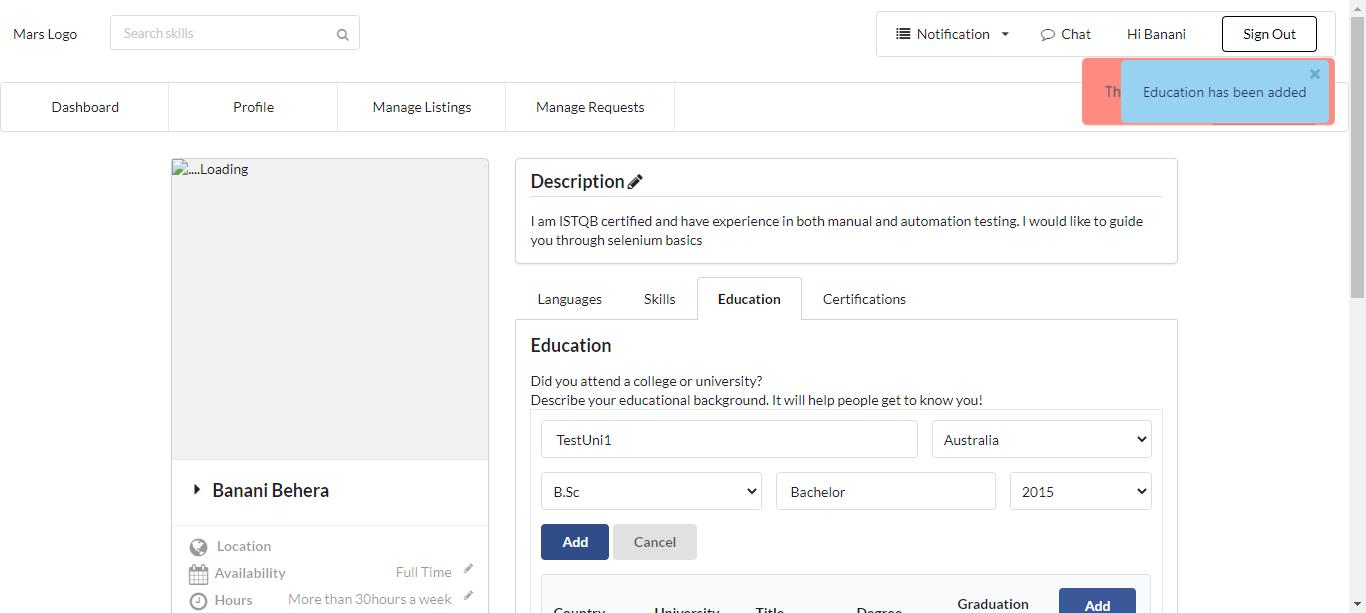 Mars Logo
Search skills
Notification
Chat
Hi Banani
Sign Out
Education has been added
Dashboard
Profile
Manage Listings
Manage Requests
....Loading
Description
I am ISTQB certified and have experience in both manual and automation testing. I would like to guide
you through selenium basics
Languages
Skills
Education
Certifications
Education
Did you attend a college or university?
Describe your educational background. It will help people get to know you!
TestUni1
Australia
B.Sc
Bachelor
2015
Add
Cancel
Country
University
Title
Degree
Graduation
Add
Banani Behera
Location
Availability
Full Time
Hours
More than 30hours a week